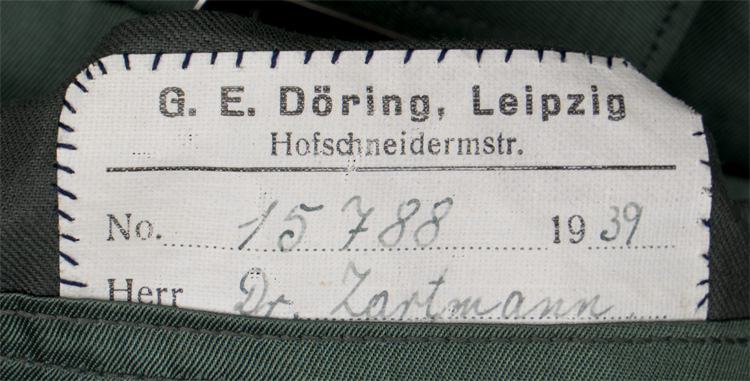 G. E. Döring, Leipzig
Hofschneidermstr.
No. 15788 1939
Herr Dr. Zartmann